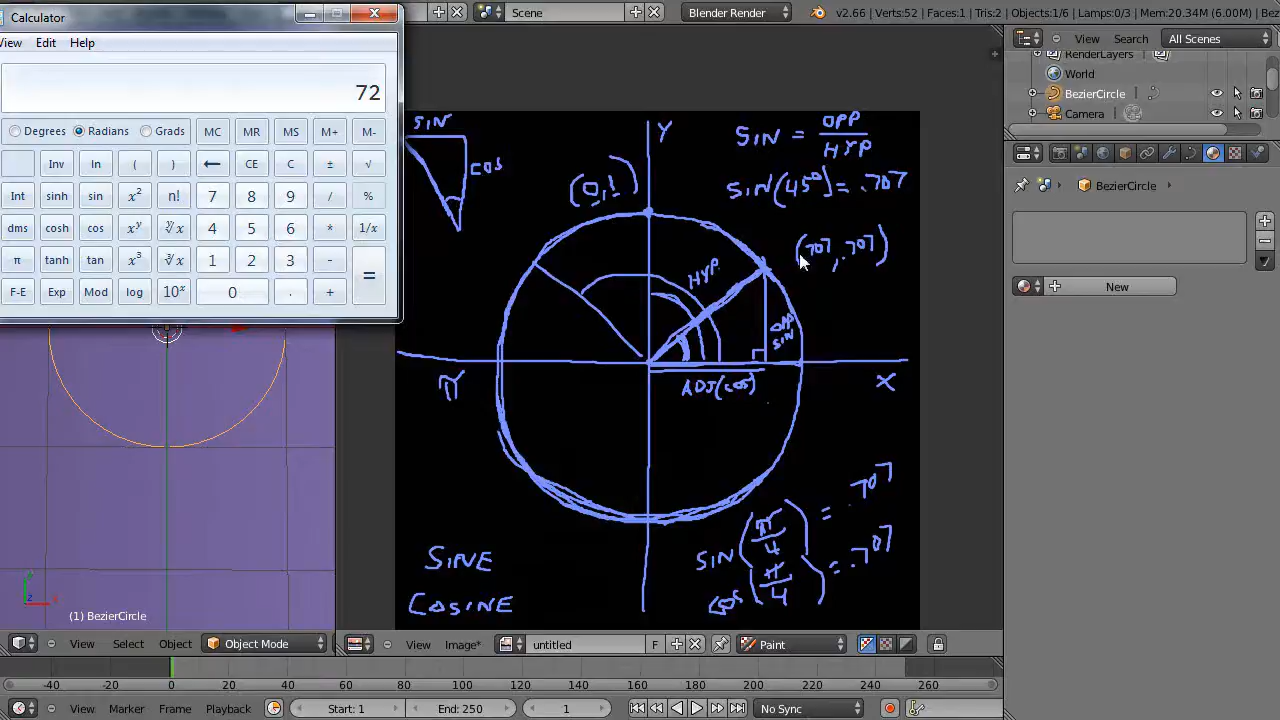 Calculator
Scene
Blender Render
v2.66 | Verts:52 | Faces:1 | Tris:2 | Objects:1/6 | Lamps:0/3 | Mem:20.34M (6.00M) | Bez
View Edit Help
View Search All Scenes
72
RenderLayers
World
BezierCircle
Camera
Degrees Radians Grads MC MR MS M+ M-
Inv ln ( ) ← CE C ± √
Int sinh sin x² n! 7 8 9 / %
dms cosh cos xʸ ʸ√x 4 5 6 * 1/x
π tanh tan x³ ³√x 1 2 3 - =
F-E Exp Mod log 10ˣ 0 . +
BezierCircle
New
SIN
COS
Y
SIN = OPP
HYP
SIN(45°) = .707
(0,1)
(.707, .707)
HYP
OPP
SIN
π
ADJ(cos)
X
SINE
COSINE
SIN(π/4) = .707
cos(π/4) = .707
(1) BezierCircle
View Select Object Object Mode
View Image* untitled F Paint
-40 -20 0 20 40 60 80 100 120 140 160 180 200 220 240 260
View Marker Frame Playback Start: 1 End: 250 1 No Sync